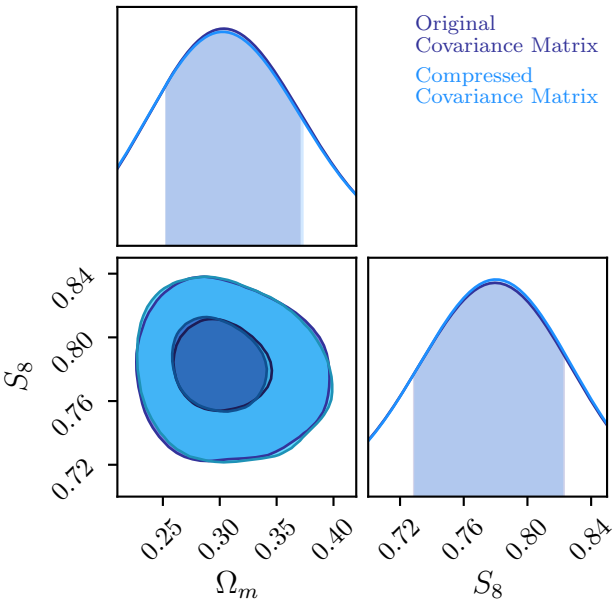 Original
Covariance Matrix
Compressed
Covariance Matrix
0.84
0.80
0.76
0.72
S₈
0.25 0.30 0.35 0.40
Ωₘ
0.72 0.76 0.80 0.84
S₈